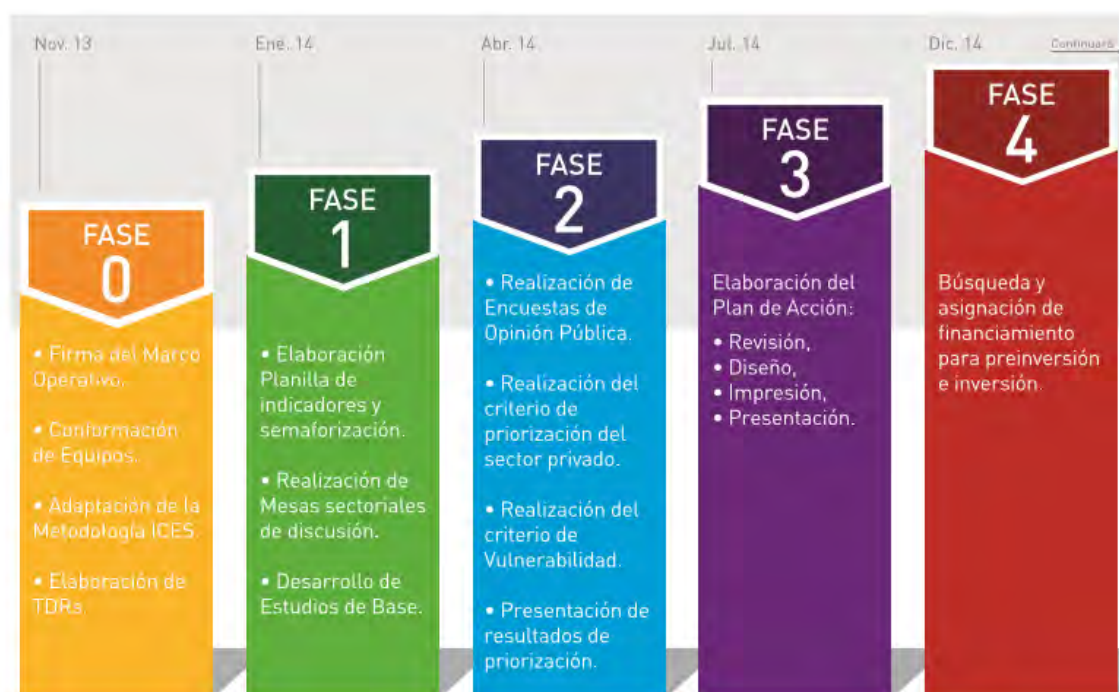 Nov. 13
Ene. 14
Abr. 14
Jul. 14
Dic. 14
Continuará
FASE
0
• Firma del Marco
Operativo.
• Conformación
de Equipos.
• Adaptación de la
Metodología ICES.
• Elaboración de
TDRs
FASE
1
• Elaboración
Planilla de
indicadores y
semaforización.
• Realización de
Mesas sectoriales
de discusión.
• Desarrollo de
Estudios de Base.
FASE
2
• Realización de
Encuestas de
Opinión Pública.
• Realización del
criterio de
priorización del
sector privado.
• Realización del
criterio de
Vulnerabilidad.
• Presentación de
resultados de
priorización.
FASE
3
Elaboración del
Plan de Acción:
• Revisión,
• Diseño,
• Impresión,
• Presentación.
FASE
4
Búsqueda y
asignación de
financiamiento
para preinversión
e inversión.